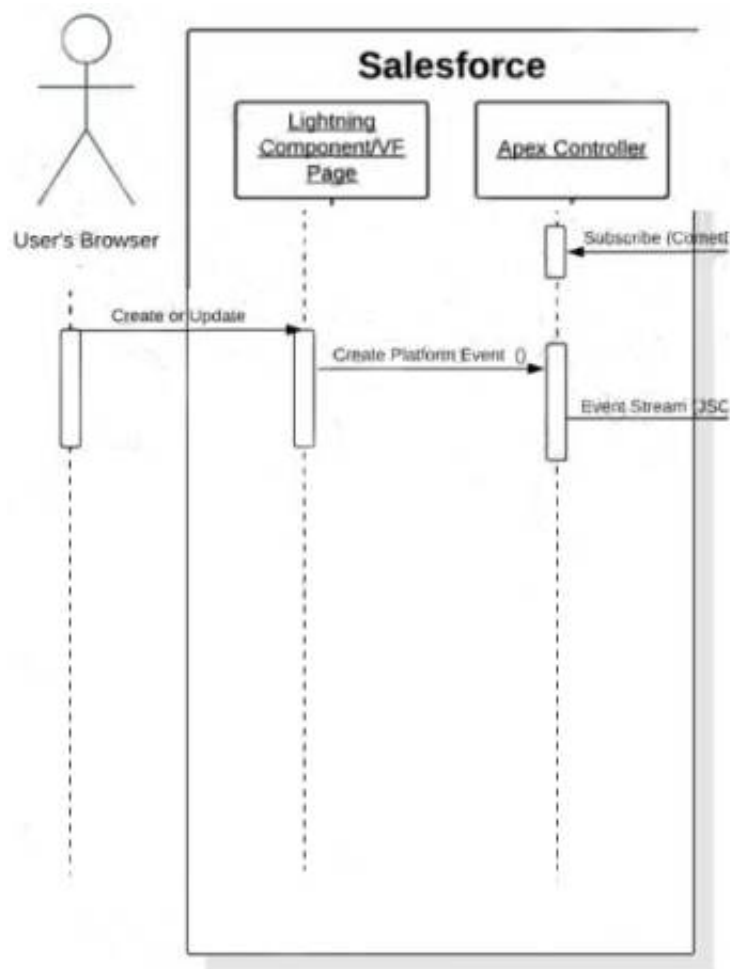 Salesforce
Lightning
Component/VF
Page
Apex Controller
User's Browser
Subscribe (Comet
Create or Update
Create Platform Event ()
Event Stream (JSO